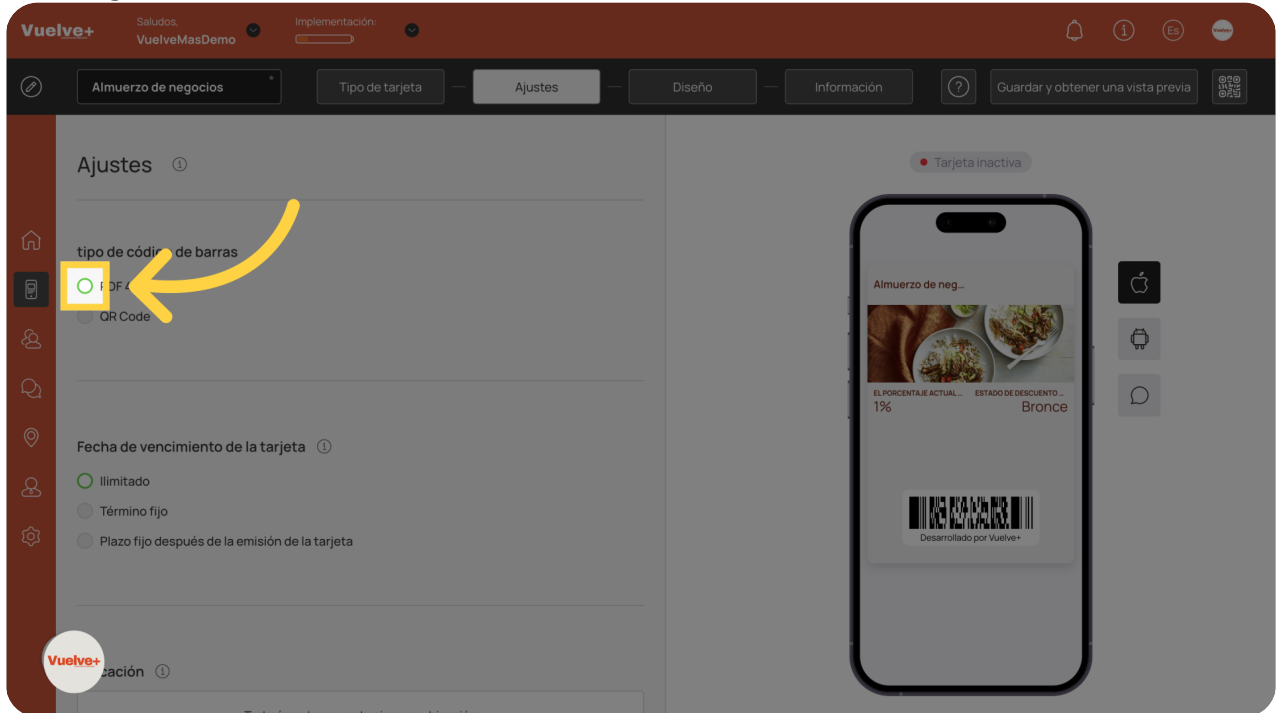 Vuelve+
Saludos,
VuelveMasDemo
Implementación:
Es
Almuerzo de negocios *
Tipo de tarjeta
Ajustes
Diseño
Información
?
Guardar y obtener una vista previa
Ajustes
Tarjeta inactiva
tipo de código de barras
PDF 4
QR Code
Fecha de vencimiento de la tarjeta
Ilimitado
Término fijo
Plazo fijo después de la emisión de la tarjeta
Vuelve+
Almuerzo de neg...
EL PORCENTAJE ACTUAL ... ESTADO DE DESCUENTO ...
1% Bronce
Desarrollado por Vuelve+